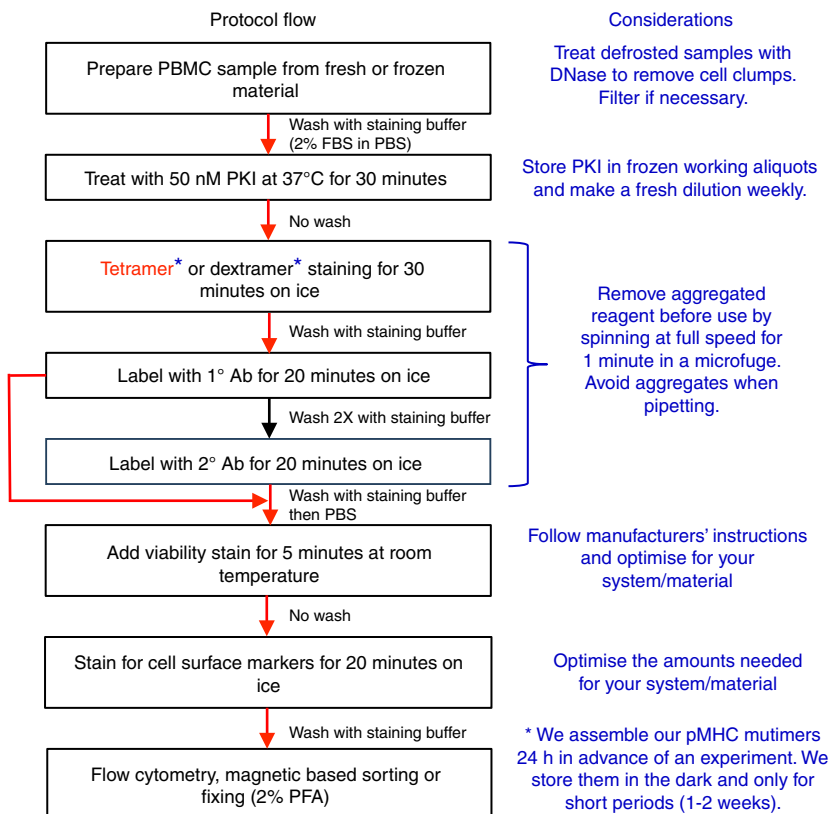 Protocol flow
Considerations
Prepare PBMC sample from fresh or frozen
material
Treat defrosted samples with
DNase to remove cell clumps.
Filter if necessary.
Wash with staining buffer
(2% FBS in PBS)
Treat with 50 nM PKI at 37°C for 30 minutes
Store PKI in frozen working aliquots
and make a fresh dilution weekly.
No wash
Tetramer* or dextramer* staining for 30
minutes on ice
Wash with staining buffer
Label with 1° Ab for 20 minutes on ice
Wash 2X with staining buffer
Label with 2° Ab for 20 minutes on ice
Remove aggregated
reagent before use by
spinning at full speed for
1 minute in a microfuge.
Avoid aggregates when
pipetting.
Wash with staining buffer
then PBS
Add viability stain for 5 minutes at room
temperature
Follow manufacturers' instructions
and optimise for your
system/material
No wash
Stain for cell surface markers for 20 minutes on
ice
Optimise the amounts needed
for your system/material
Wash with staining buffer
Flow cytometry, magnetic based sorting or
fixing (2% PFA)
* We assemble our pMHC mutimers
24 h in advance of an experiment. We
store them in the dark and only for
short periods (1-2 weeks).